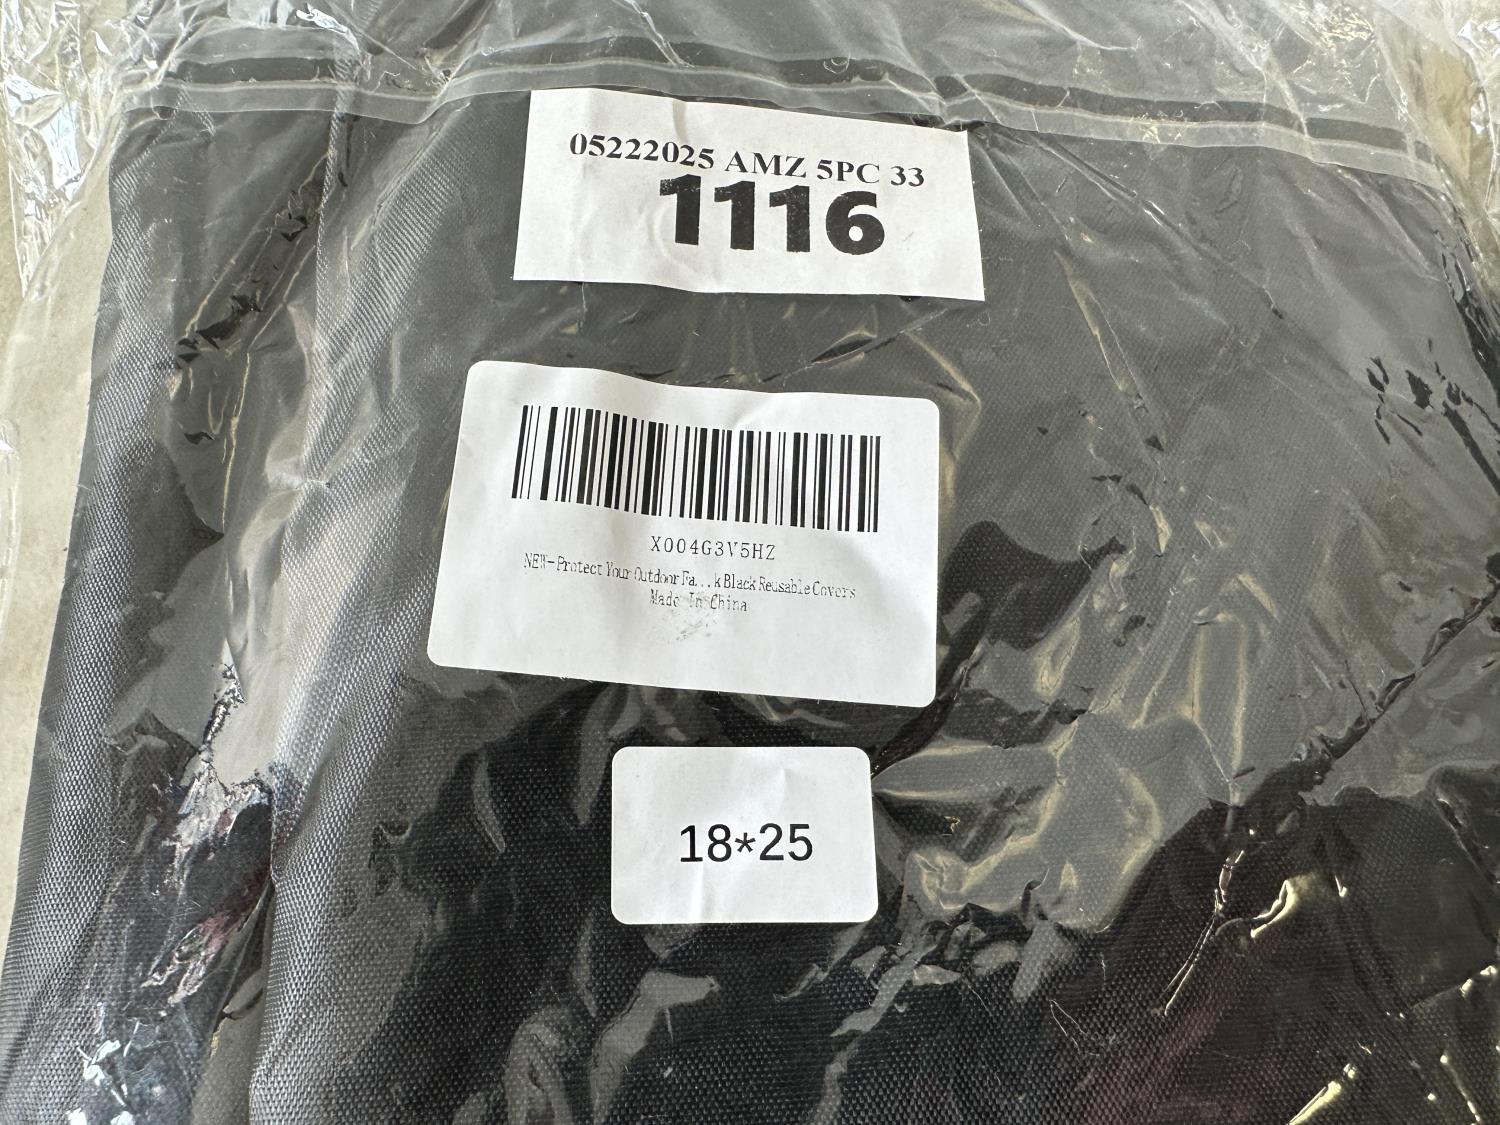 05222025 AMZ 5PC 33
1116
X004G3V5HZ
NEW-Protect Your Outdoor Fa...k Black Reusable Covers
Made In China
18*25